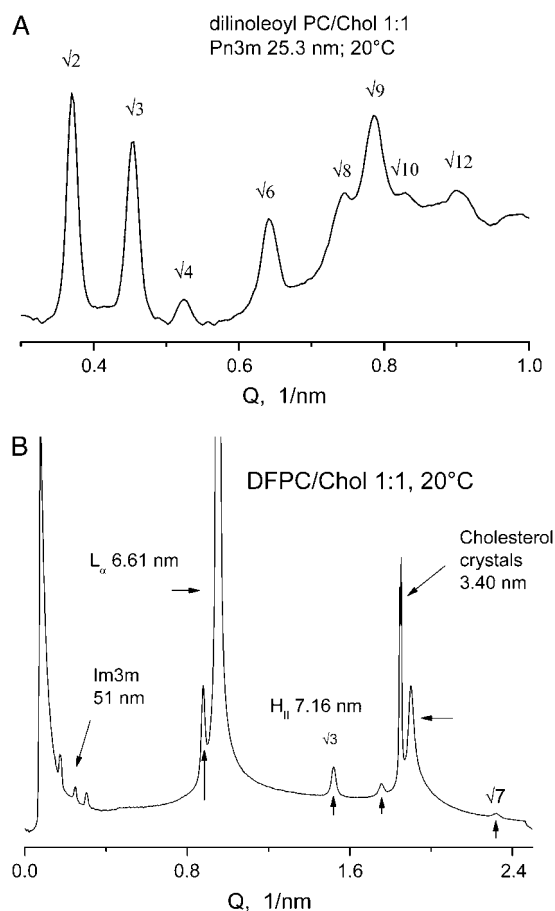 A
dilinoleoyl PC/Chol 1:1
Pn3m 25.3 nm; 20°C
√2
√3
√4
√6
√8
√9
√10
√12
0.4
0.6
0.8
1.0
Q, 1/nm
B
DFPC/Chol 1:1, 20°C
Lα 6.61 nm
Cholesterol
crystals
3.40 nm
Im3m
51 nm
HII 7.16 nm
√3
√7
0.0
0.8
1.6
2.4
Q, 1/nm